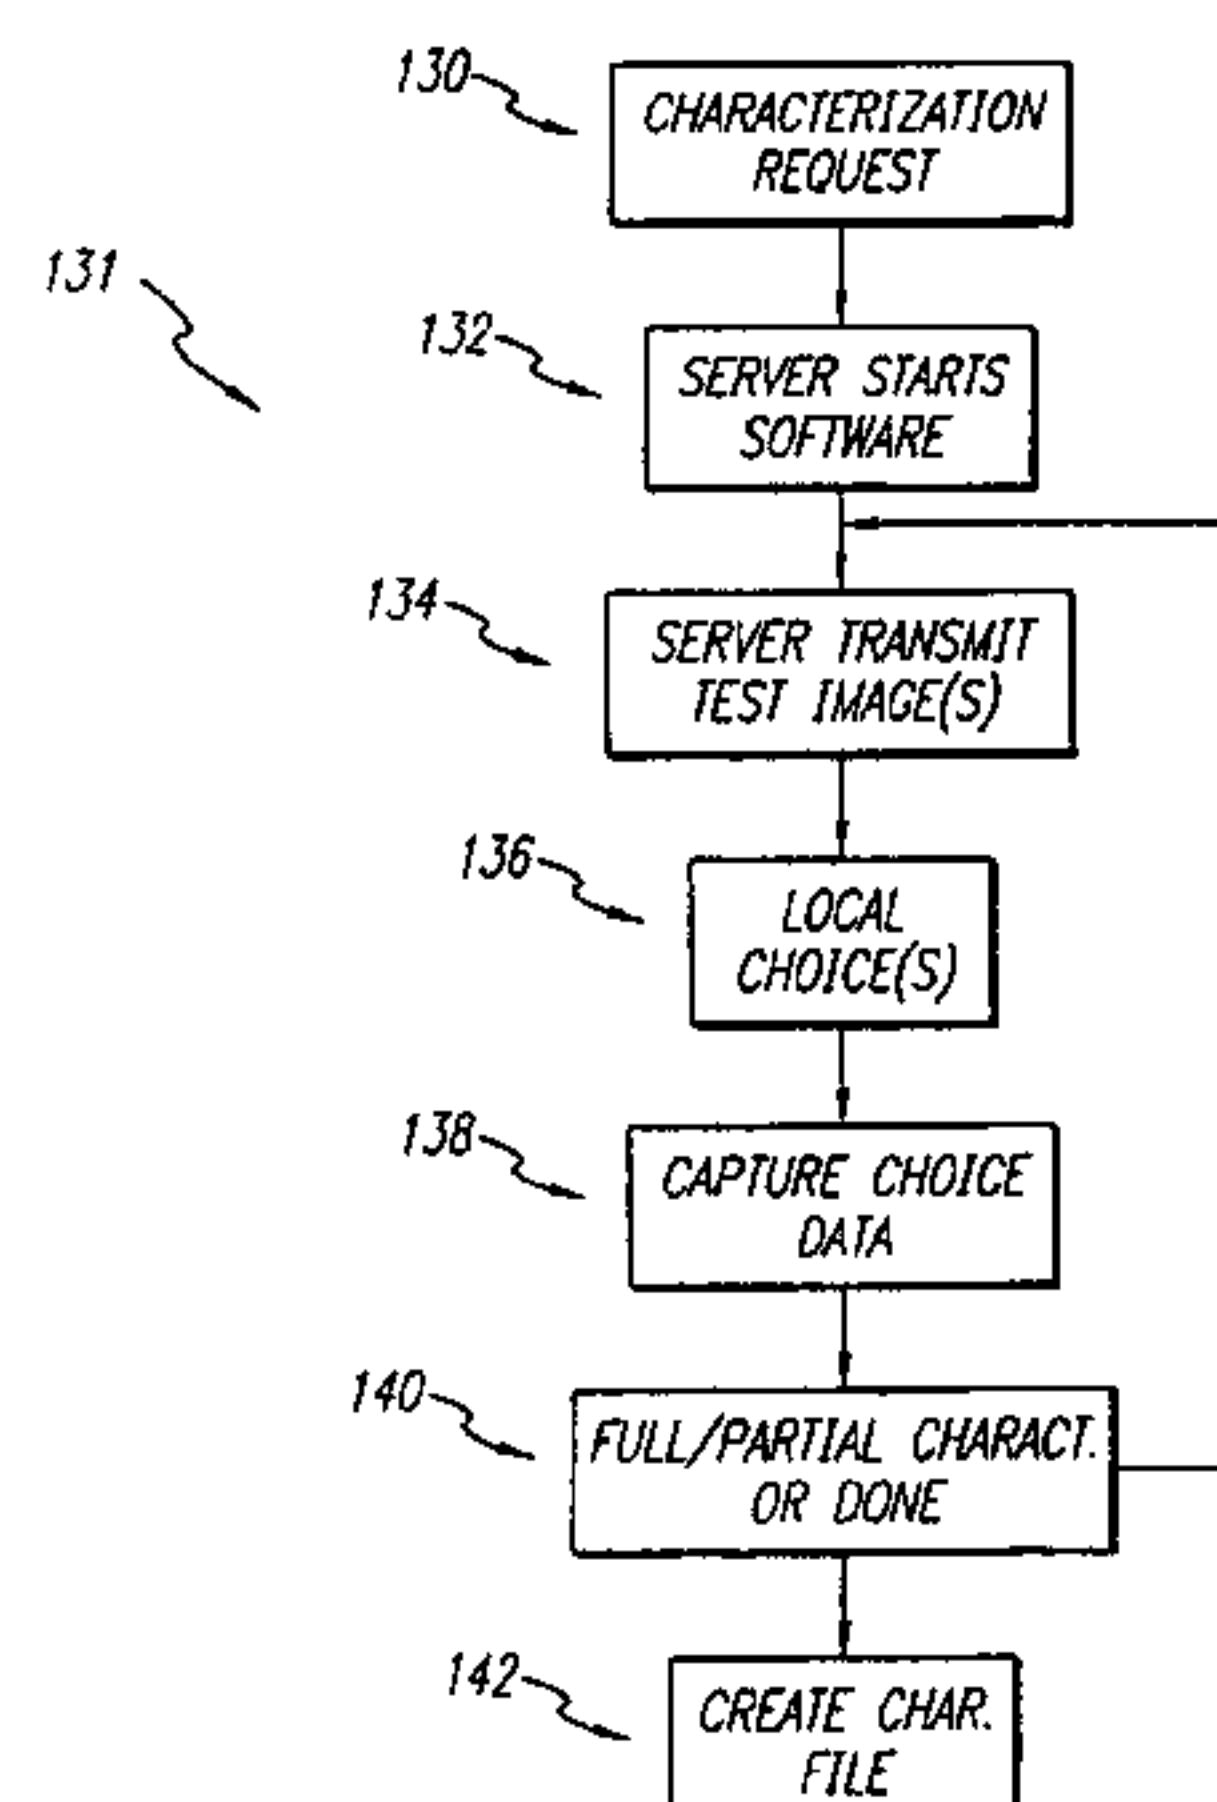 130
CHARACTERIZATION
REQUEST
131
132
SERVER STARTS
SOFTWARE
134
SERVER TRANSMIT
TEST IMAGE(S)
136
LOCAL
CHOICE(S)
138
CAPTURE CHOICE
DATA
140
FULL/PARTIAL CHARACT.
OR DONE
142
CREATE CHAR.
FILE